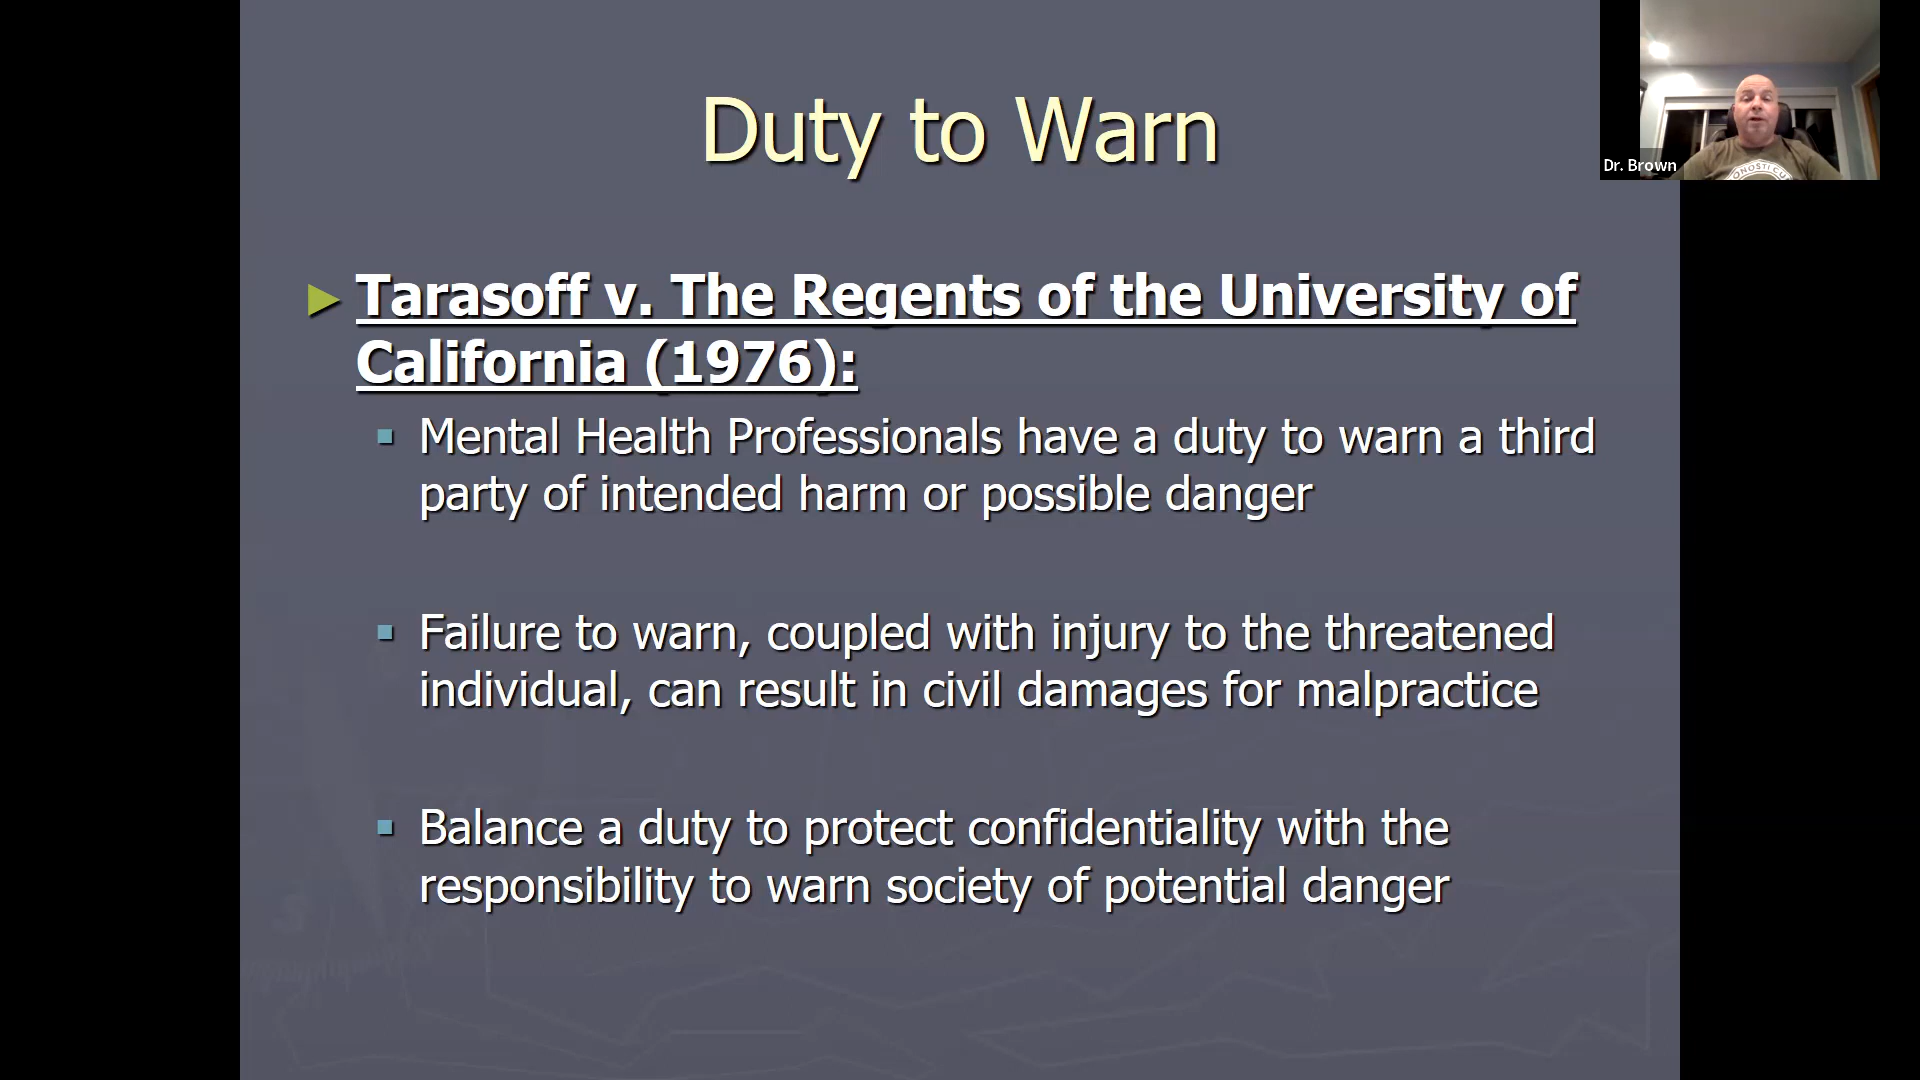 Duty to Warn
Dr. Brown
► Tarasoff v. The Regents of the University of
California (1976):
▪ Mental Health Professionals have a duty to warn a third
party of intended harm or possible danger
▪ Failure to warn, coupled with injury to the threatened
individual, can result in civil damages for malpractice
▪ Balance a duty to protect confidentiality with the
responsibility to warn society of potential danger